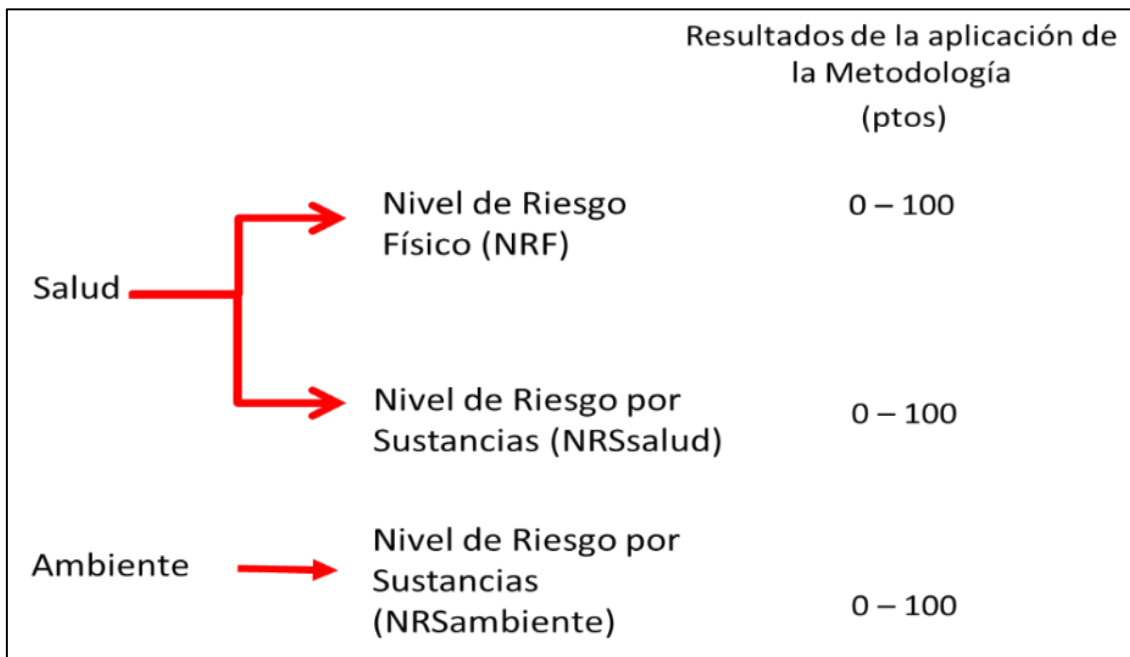 Resultados de la aplicación de
la Metodología
(ptos)
Salud
Nivel de Riesgo
Físico (NRF)
0 – 100
Nivel de Riesgo por
Sustancias (NRSsalud)
0 – 100
Ambiente
Nivel de Riesgo por
Sustancias
(NRSambiente)
0 – 100